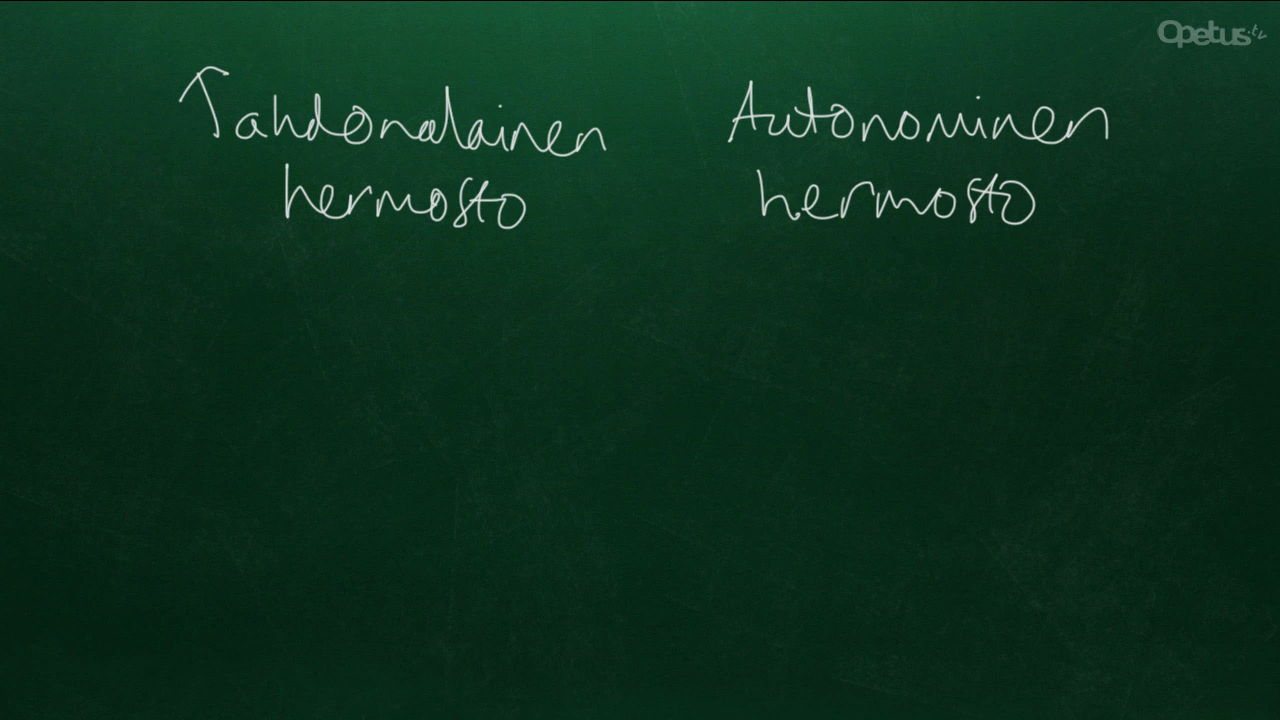 Opetus.tv
Tahdonalainen
hermosto
Autonominen
hermosto